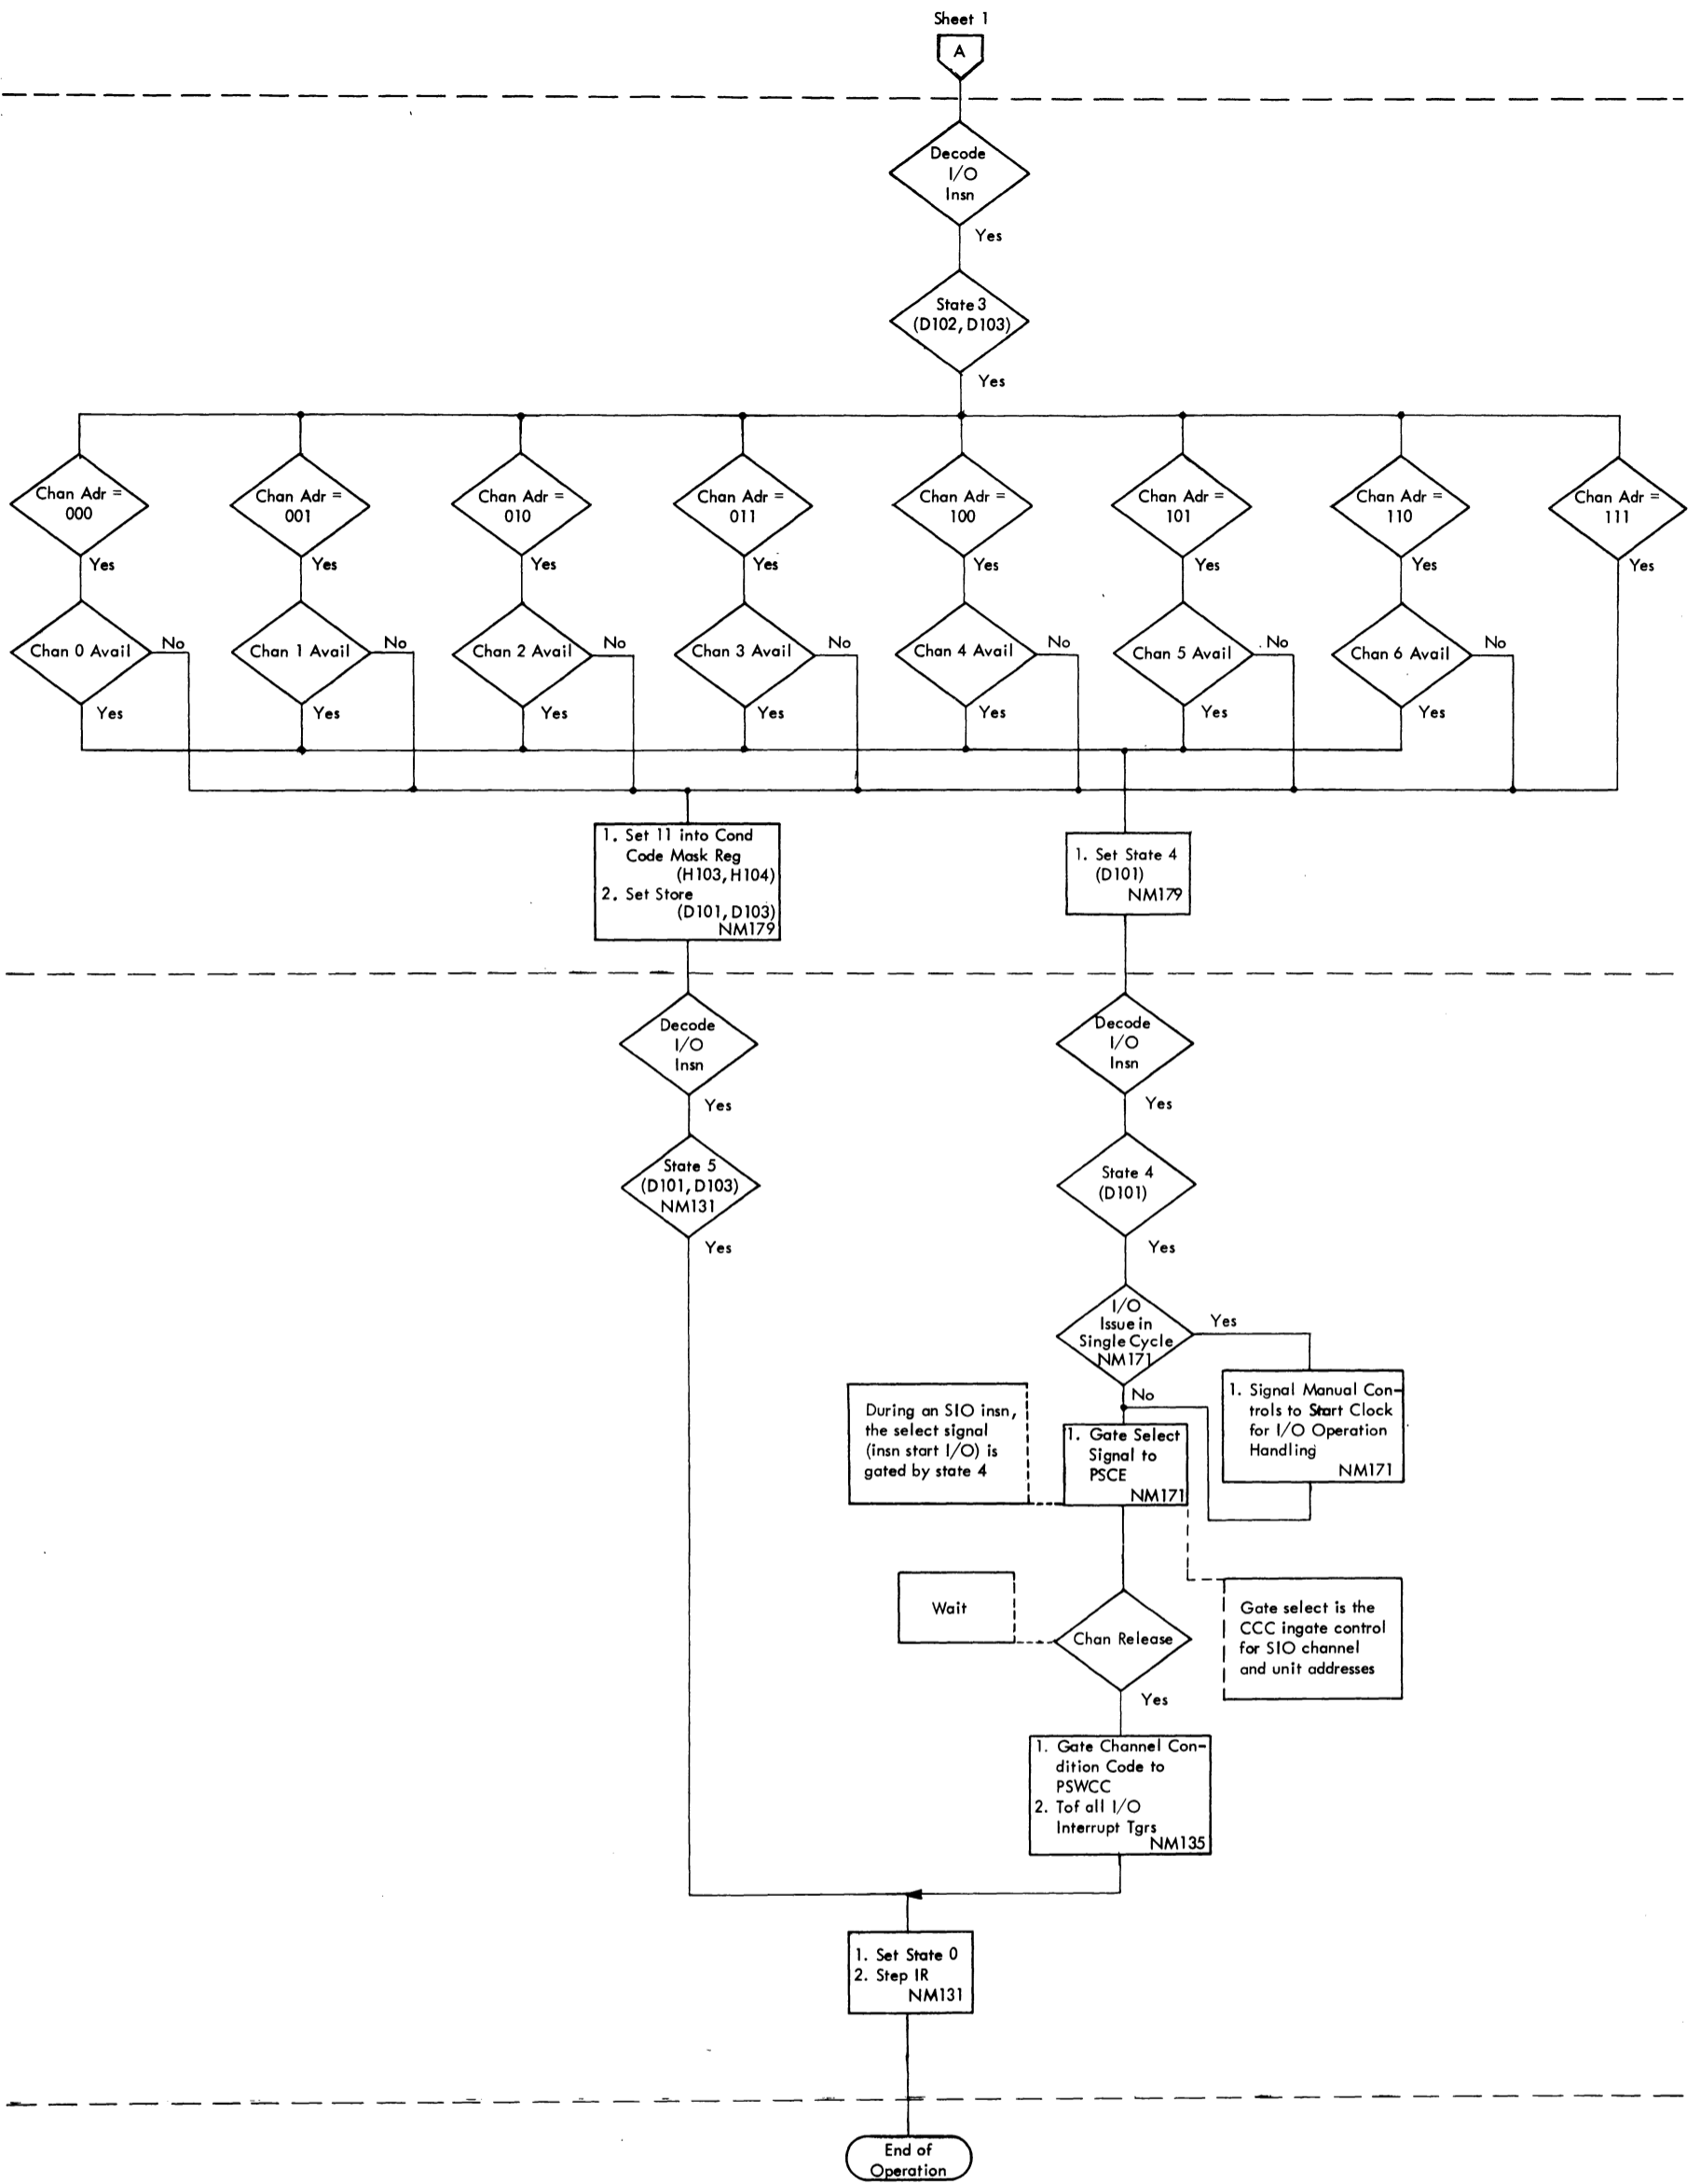 Sheet 1
A
Decode
I/O
Insn
Yes
State 3
(D102, D103)
Yes
Chan Adr =
000
Chan Adr =
001
Chan Adr =
010
Chan Adr =
011
Chan Adr =
100
Chan Adr =
101
Chan Adr =
110
Chan Adr =
111
Yes
Yes
Yes
Yes
Yes
Yes
Yes
Yes
Chan 0 Avail
No
Chan 1 Avail
No
Chan 2 Avail
No
Chan 3 Avail
No
Chan 4 Avail
No
Chan 5 Avail
No
Chan 6 Avail
No
Yes
Yes
Yes
Yes
Yes
Yes
Yes
1. Set 11 into Cond
Code Mask Reg
(H103, H104)
2. Set Store
(D101, D103)
NM179
1. Set State 4
(D101)
NM179
Decode
I/O
Insn
Yes
State 5
(D101, D103)
NM131
Yes
Decode
I/O
Insn
Yes
State 4
(D101)
Yes
I/O
Issue in
Single Cycle
NM171
Yes
No
1. Signal Manual Con-
trols to Start Clock
for I/O Operation
Handling
NM171
During an SIO insn,
the select signal
(insn start I/O) is
gated by state 4
1. Gate Select
Signal to
PSCE
NM171
Wait
Chan Release
Gate select is the
CCC ingate control
for SIO channel
and unit addresses
Yes
1. Gate Channel Con-
dition Code to
PSWCC
2. Tof all I/O
Interrupt Tgrs
NM135
1. Set State 0
2. Step IR
NM131
End of
Operation